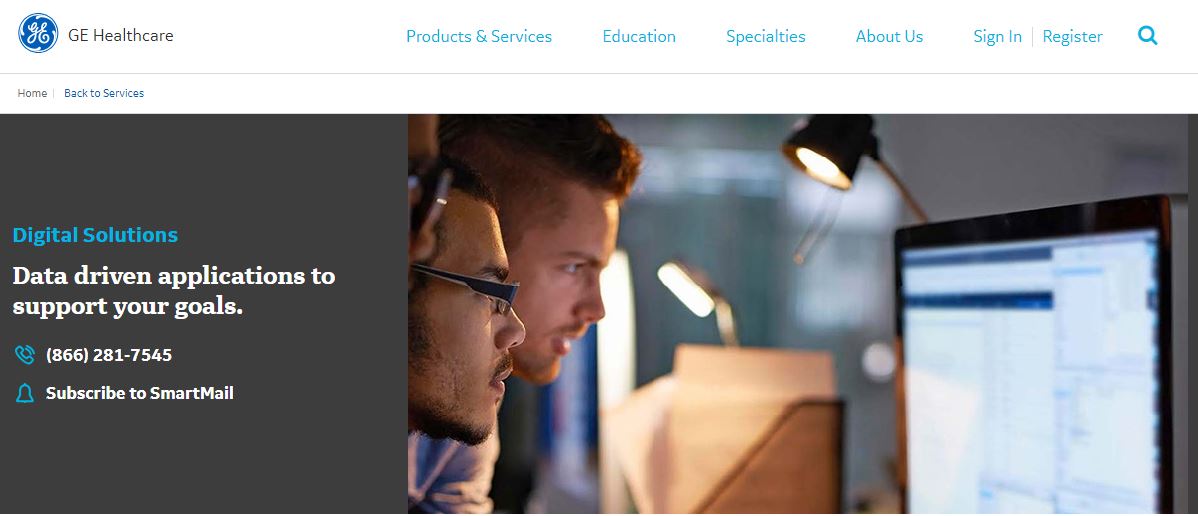 GE Healthcare
Products & Services
Education
Specialties
About Us
Sign In
Register
Home
Back to Services
Digital Solutions
Data driven applications to
support your goals.
(866) 281-7545
Subscribe to SmartMail